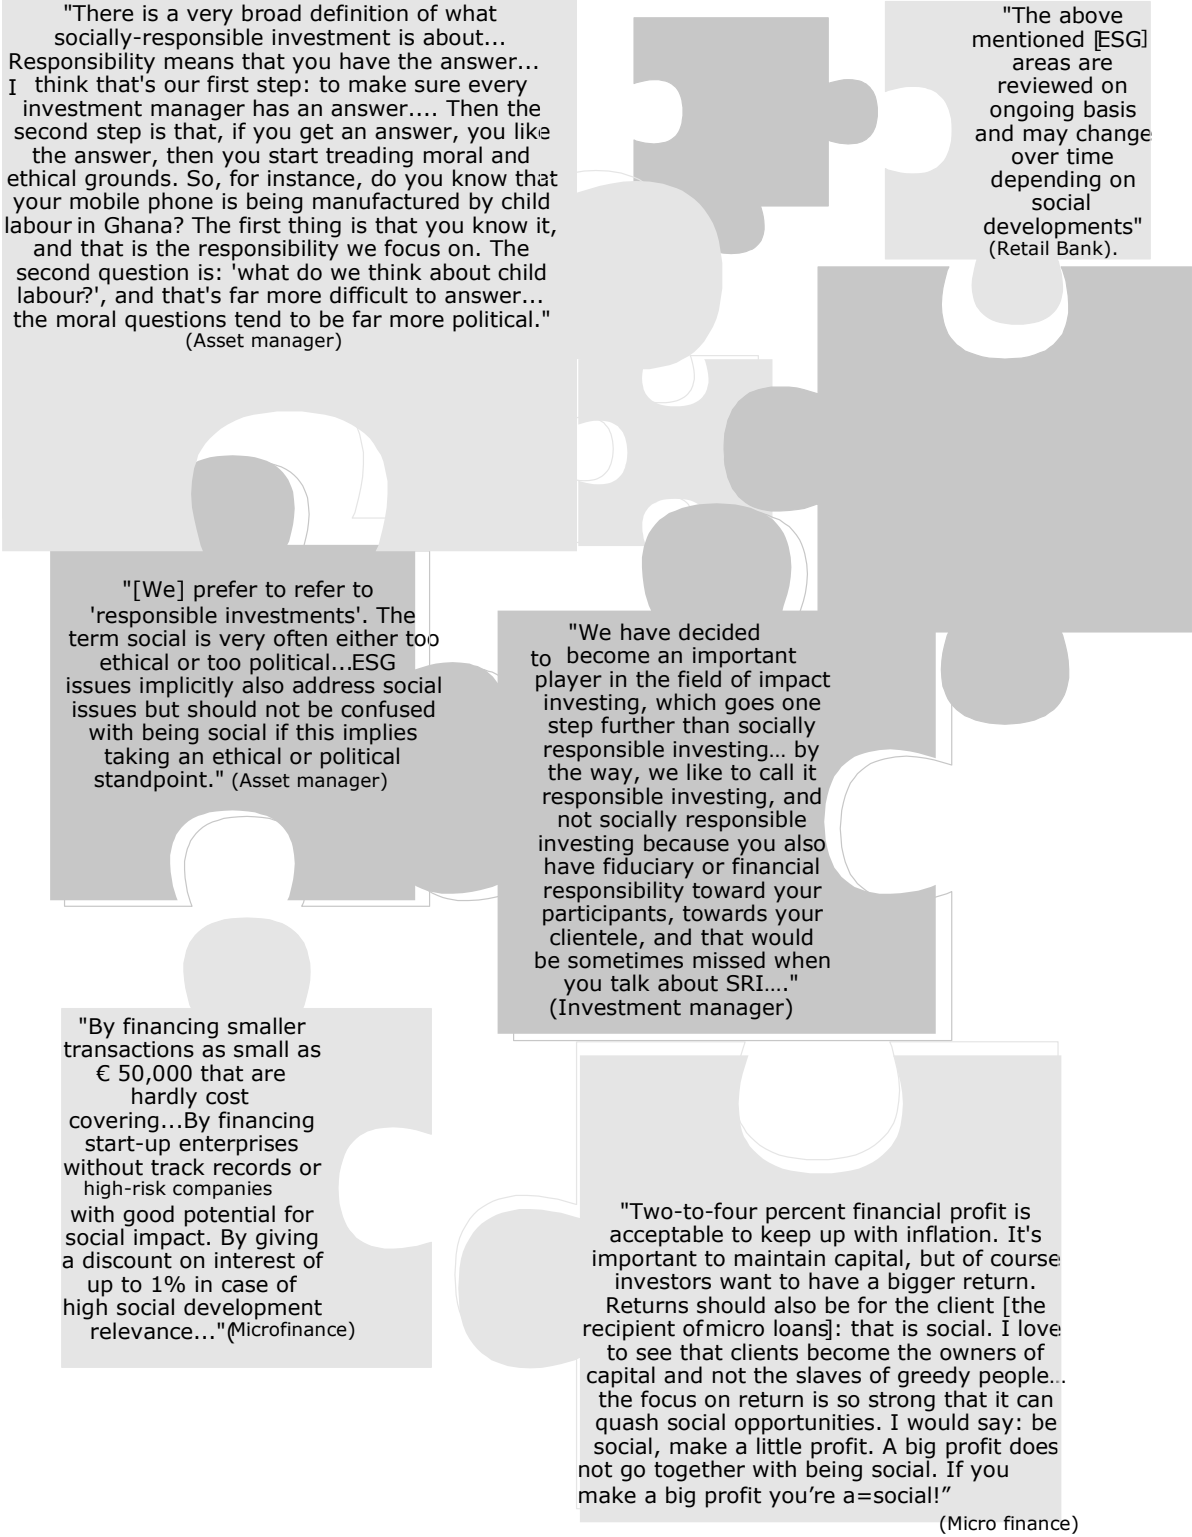 "There is a very broad definition of what
socially-responsible investment is about...
Responsibility means that you have the answer...
I think that's our first step: to make sure every
investment manager has an answer.... Then the
second step is that, if you get an answer, you like
the answer, then you start treading moral and
ethical grounds. So, for instance, do you know that
your mobile phone is being manufactured by child
labour in Ghana? The first thing is that you know it,
and that is the responsibility we focus on. The
second question is: 'what do we think about child
labour?', and that's far more difficult to answer...
the moral questions tend to be far more political."
(Asset manager)
"The above
mentioned [ESG]
areas are
reviewed on
ongoing basis
and may change
over time
depending on
social
developments"
(Retail Bank).
"[We] prefer to refer to
'responsible investments'. The
term social is very often either too
ethical or too political...ESG
issues implicitly also address social
issues but should not be confused
with being social if this implies
taking an ethical or political
standpoint." (Asset manager)
"We have decided
to become an important
player in the field of impact
investing, which goes one
step further than socially
responsible investing... by
the way, we like to call it
responsible investing, and
not socially responsible
investing because you also
have fiduciary or financial
responsibility toward your
participants, towards your
clientele, and that would
be sometimes missed when
you talk about SRI...."
(Investment manager)
"By financing smaller
transactions as small as
€ 50,000 that are
hardly cost
covering...By financing
start-up enterprises
without track records or
high-risk companies
with good potential for
social impact. By giving
a discount on interest of
up to 1% in case of
high social development
relevance..."(Microfinance)
"Two-to-four percent financial profit is
acceptable to keep up with inflation. It's
important to maintain capital, but of course
investors want to have a bigger return.
Returns should also be for the client [the
recipient of micro loans]: that is social. I love
to see that clients become the owners of
capital and not the slaves of greedy people...
the focus on return is so strong that it can
quash social opportunities. I would say: be
social, make a little profit. A big profit does
not go together with being social. If you
make a big profit you’re a=social!”
(Micro finance)